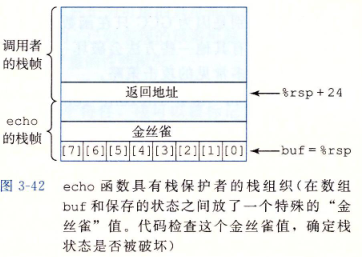 调用者
的栈帧
返回地址
%rsp + 24
echo
的栈帧
金丝雀
[7][6][5][4][3][2][1][0]
buf = %rsp
图 3-42 echo 函数具有栈保护者的栈组织(在数组
buf 和保存的状态之间放了一个特殊的“金
丝雀”值。代码检查这个金丝雀值，确定栈
状态是否被破坏)